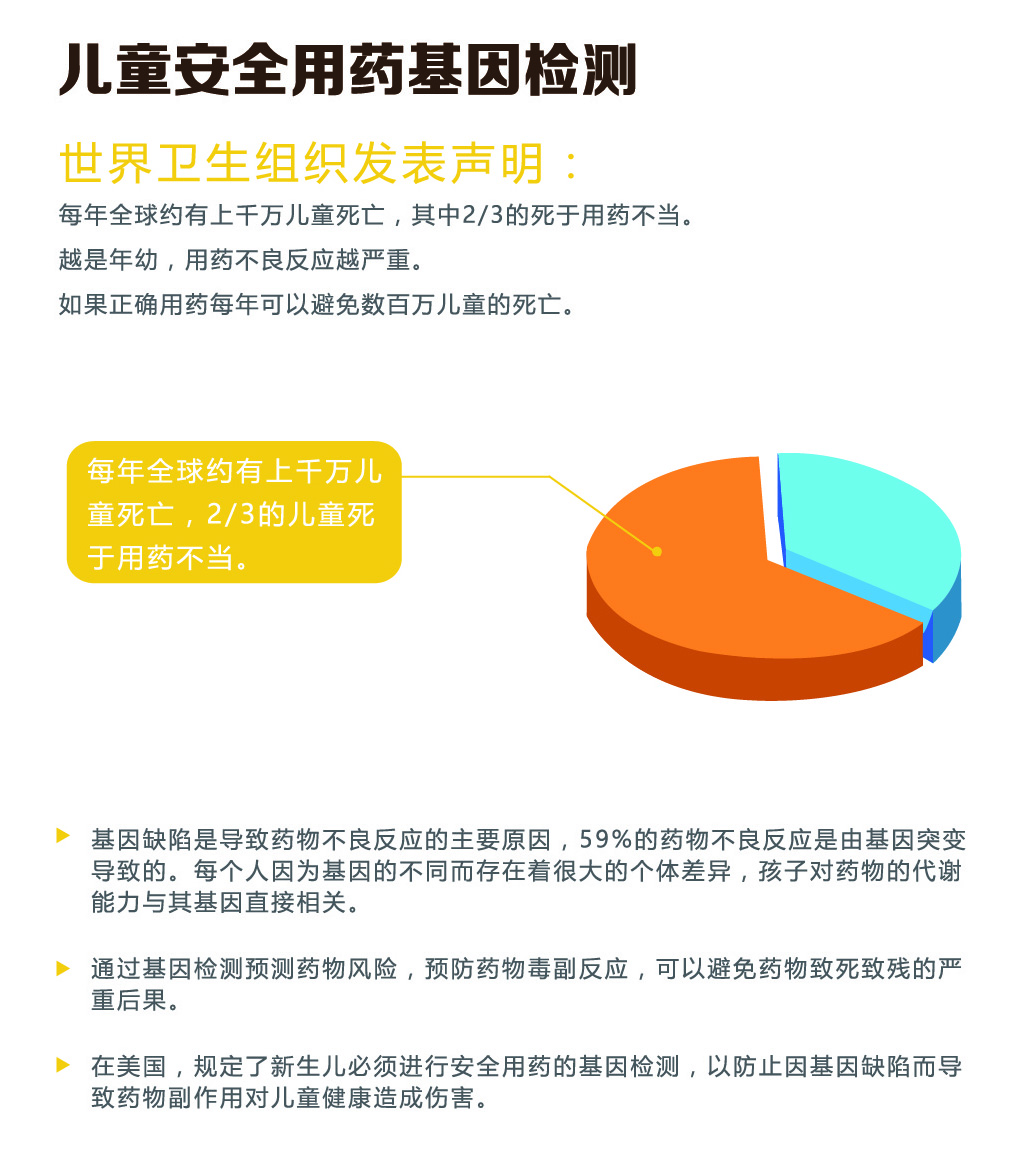 儿童安全用药基因检测
世界卫生组织发表声明：
每年全球约有上千万儿童死亡，其中2/3的死于用药不当。
越是年幼，用药不良反应越严重。
如果正确用药每年可以避免数百万儿童的死亡。
每年全球约有上千万儿
童死亡，2/3的儿童死
于用药不当。
基因缺陷是导致药物不良反应的主要原因，59%的药物不良反应是由基因突变
导致的。每个人因为基因的不同而存在着很大的个体差异，孩子对药物的代谢
能力与其基因直接相关。
通过基因检测预测药物风险，预防药物毒副反应，可以避免药物致死致残的严
重后果。
在美国，规定了新生儿必须进行安全用药的基因检测，以防止因基因缺陷而导
致药物副作用对儿童健康造成伤害。